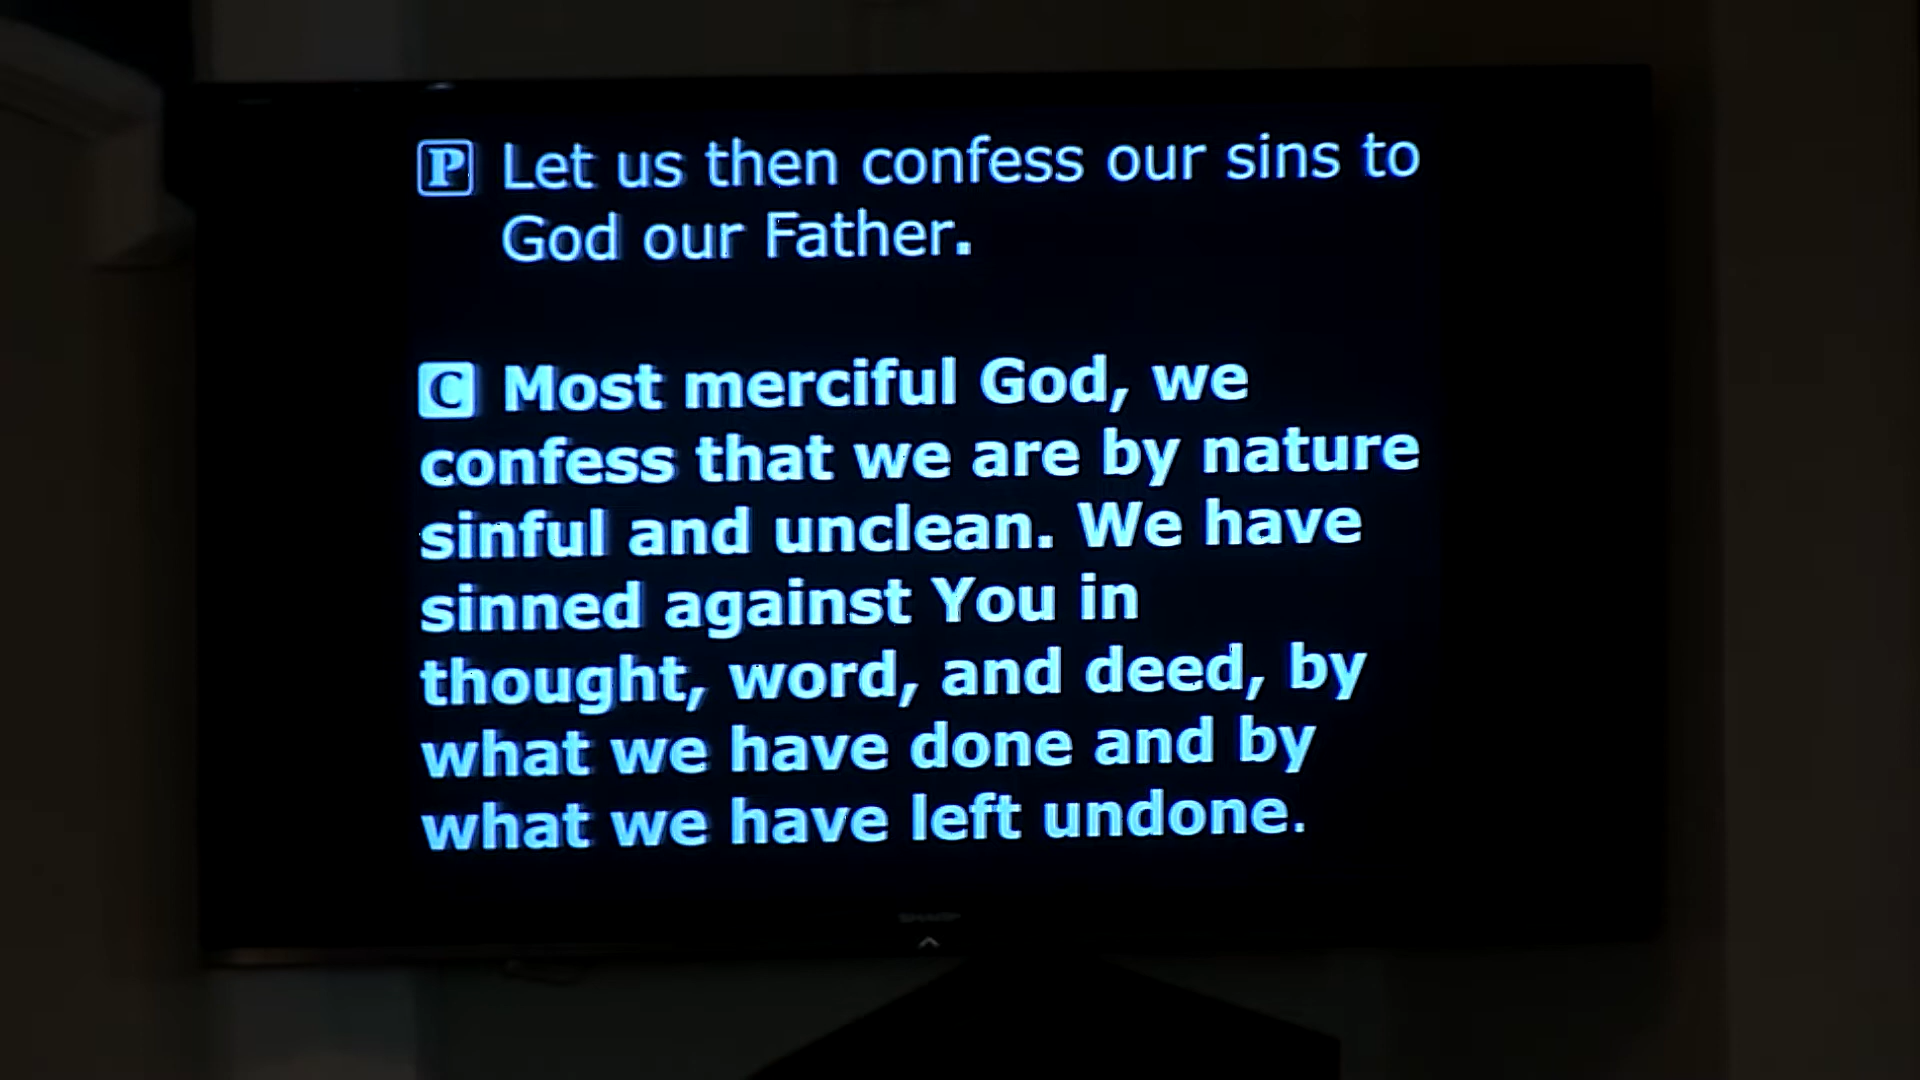 P Let us then confess our sins to
God our Father.
C Most merciful God, we
confess that we are by nature
sinful and unclean. We have
sinned against You in
thought, word, and deed, by
what we have done and by
what we have left undone.
SHARP